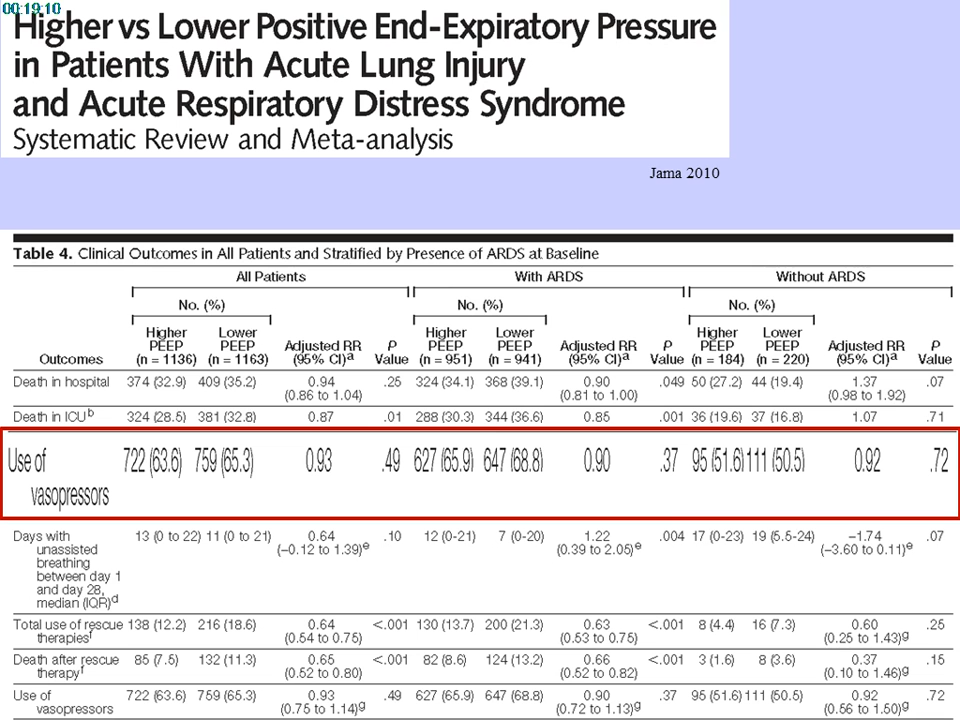 00:19:10
Higher vs Lower Positive End-Expiratory Pressure
in Patients With Acute Lung Injury
and Acute Respiratory Distress Syndrome
Systematic Review and Meta-analysis
Jama 2010
Table 4. Clinical Outcomes in All Patients and Stratified by Presence of ARDS at Baseline
All Patients With ARDS Without ARDS
No. (%) No. (%) No. (%)
Higher Lower Higher Lower Higher Lower
PEEP PEEP Adjusted RR P PEEP PEEP Adjusted RR P PEEP PEEP Adjusted RR P
Outcomes (n = 1136) (n = 1163) (95% CI)a Value (n = 951) (n = 941) (95% CI)a Value (n = 184) (n = 220) (95% CI)a Value
Death in hospital 374 (32.9) 409 (35.2) 0.94 .25 324 (34.1) 368 (39.1) 0.90 .049 50 (27.2) 44 (19.4) 1.37 .07
(0.86 to 1.04) (0.81 to 1.00) (0.98 to 1.92)
Death in ICUb 324 (28.5) 381 (32.8) 0.87 .01 288 (30.3) 344 (36.6) 0.85 .001 36 (19.6) 37 (16.8) 1.07 .71
Use of 722 (63.6) 759 (65.3) 0.93 .49 627 (65.9) 647 (68.8) 0.90 .37 95 (51.6) 111 (50.5) 0.92 .72
vasopressors
Days with 13 (0 to 22) 11 (0 to 21) 0.64 .10 12 (0-21) 7 (0-20) 1.22 .004 17 (0-23) 19 (5.5-24) –1.74 .07
unassisted (–0.12 to 1.39)e (0.39 to 2.05)e (–3.60 to 0.11)e
breathing
between day 1
and day 28,
median (IQR)d
Total use of rescue 138 (12.2) 216 (18.6) 0.64 <.001 130 (13.7) 200 (21.3) 0.63 <.001 8 (4.4) 16 (7.3) 0.60 .25
therapiesf (0.54 to 0.75) (0.53 to 0.75) (0.25 to 1.43)g
Death after rescue 85 (7.5) 132 (11.3) 0.65 <.001 82 (8.6) 124 (13.2) 0.66 <.001 3 (1.6) 8 (3.6) 0.37 .15
therapyf (0.52 to 0.80) (0.52 to 0.82) (0.10 to 1.46)g
Use of 722 (63.6) 759 (65.3) 0.93 .49 627 (65.9) 647 (68.8) 0.90 .37 95 (51.6) 111 (50.5) 0.92 .72
vasopressors (0.75 to 1.14)g (0.72 to 1.13)g (0.56 to 1.50)g